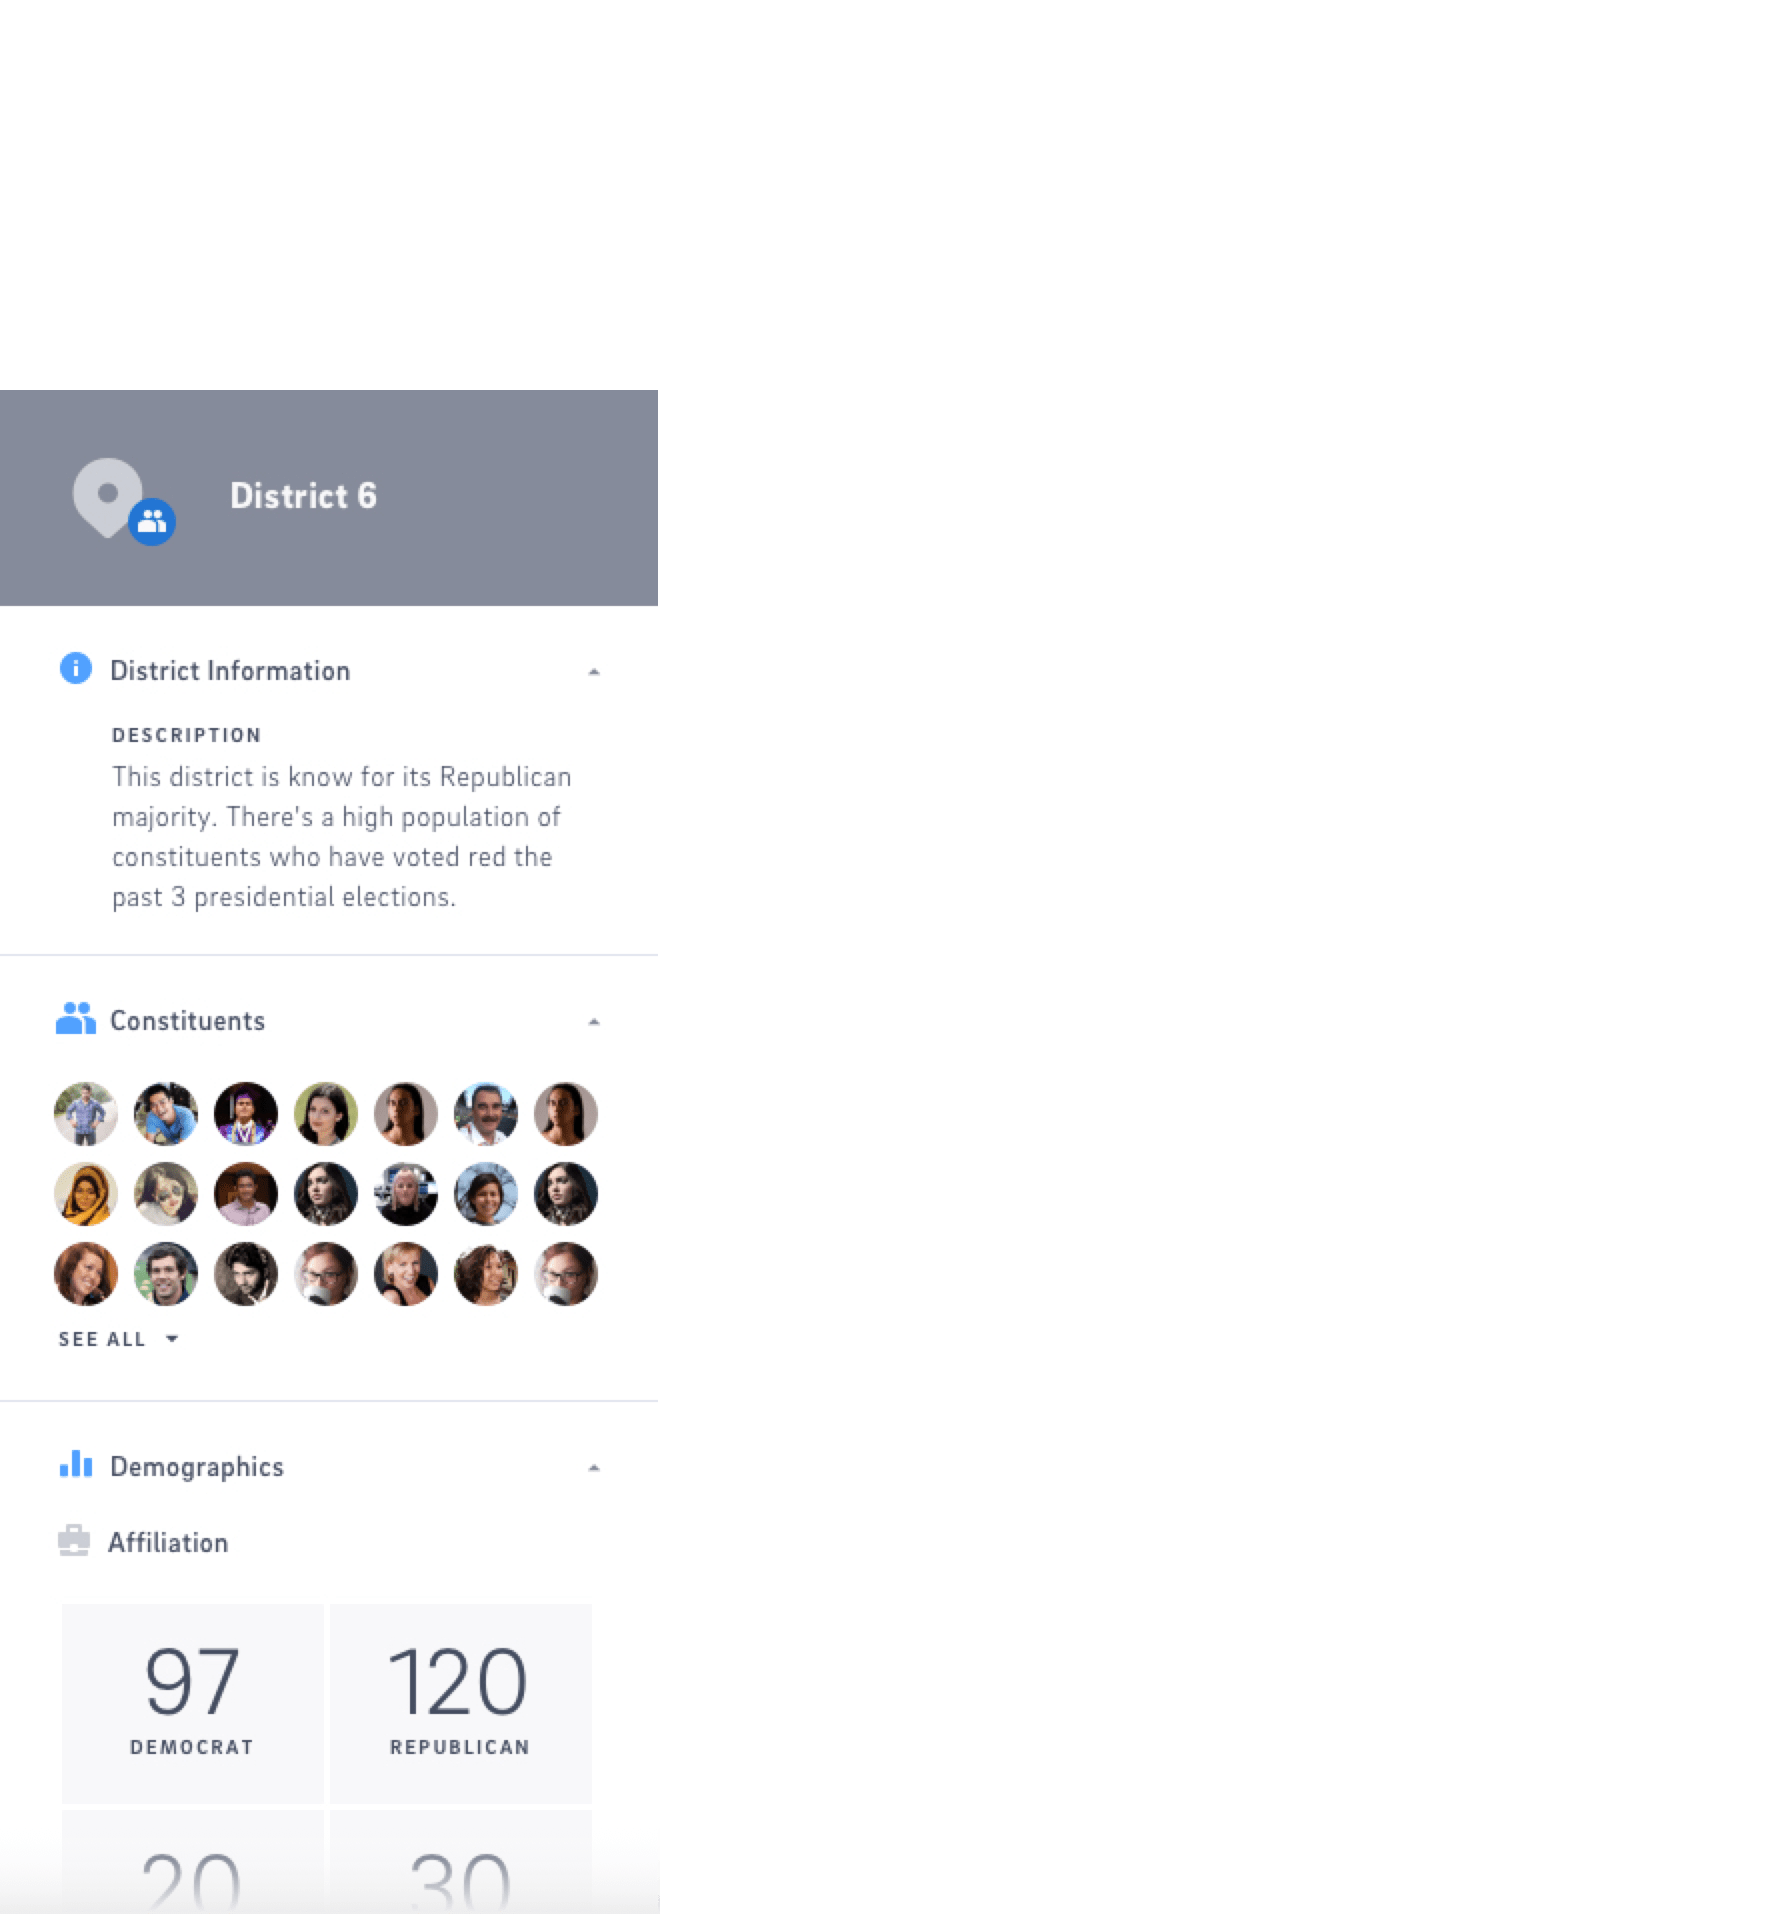 District 6
District Information
DESCRIPTION
This district is know for its Republican
majority. There's a high population of
constituents who have voted red the
past 3 presidential elections.
Constituents
SEE ALL
Demographics
Affiliation
97
120
DEMOCRAT
REPUBLICAN
20
30